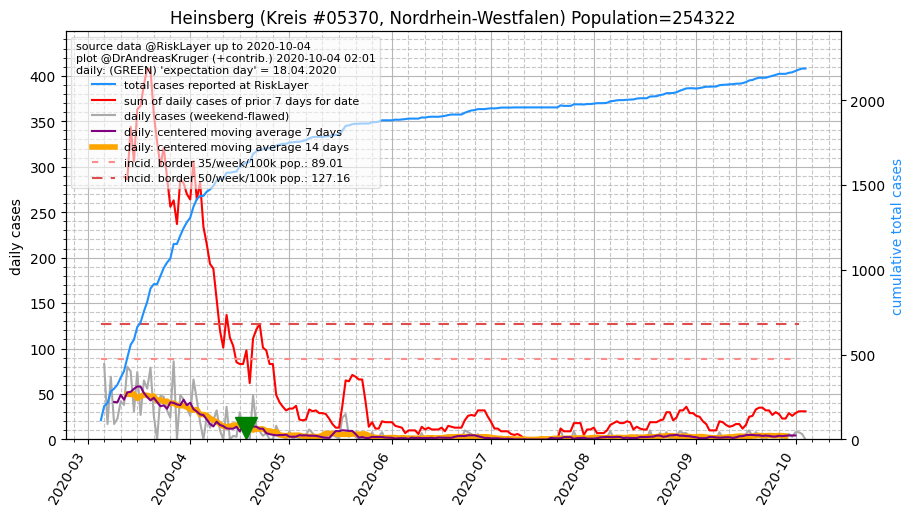 Heinsberg (Kreis #05370, Nordrhein-Westfalen) Population=254322
source data @RiskLayer up to 2020-10-04
plot @DrAndreasKruger (+contrib.) 2020-10-04 02:01
daily: (GREEN) 'expectation day' = 18.04.2020
total cases reported at RiskLayer
sum of daily cases of prior 7 days for date
daily cases (weekend-flawed)
daily: centered moving average 7 days
daily: centered moving average 14 days
incid. border 35/week/100k pop.: 89.01
incid. border 50/week/100k pop.: 127.16
daily cases
400
350
300
250
200
150
100
50
0
cumulative total cases
2000
1500
1000
500
0
2020-03
2020-04
2020-05
2020-06
2020-07
2020-08
2020-09
2020-10